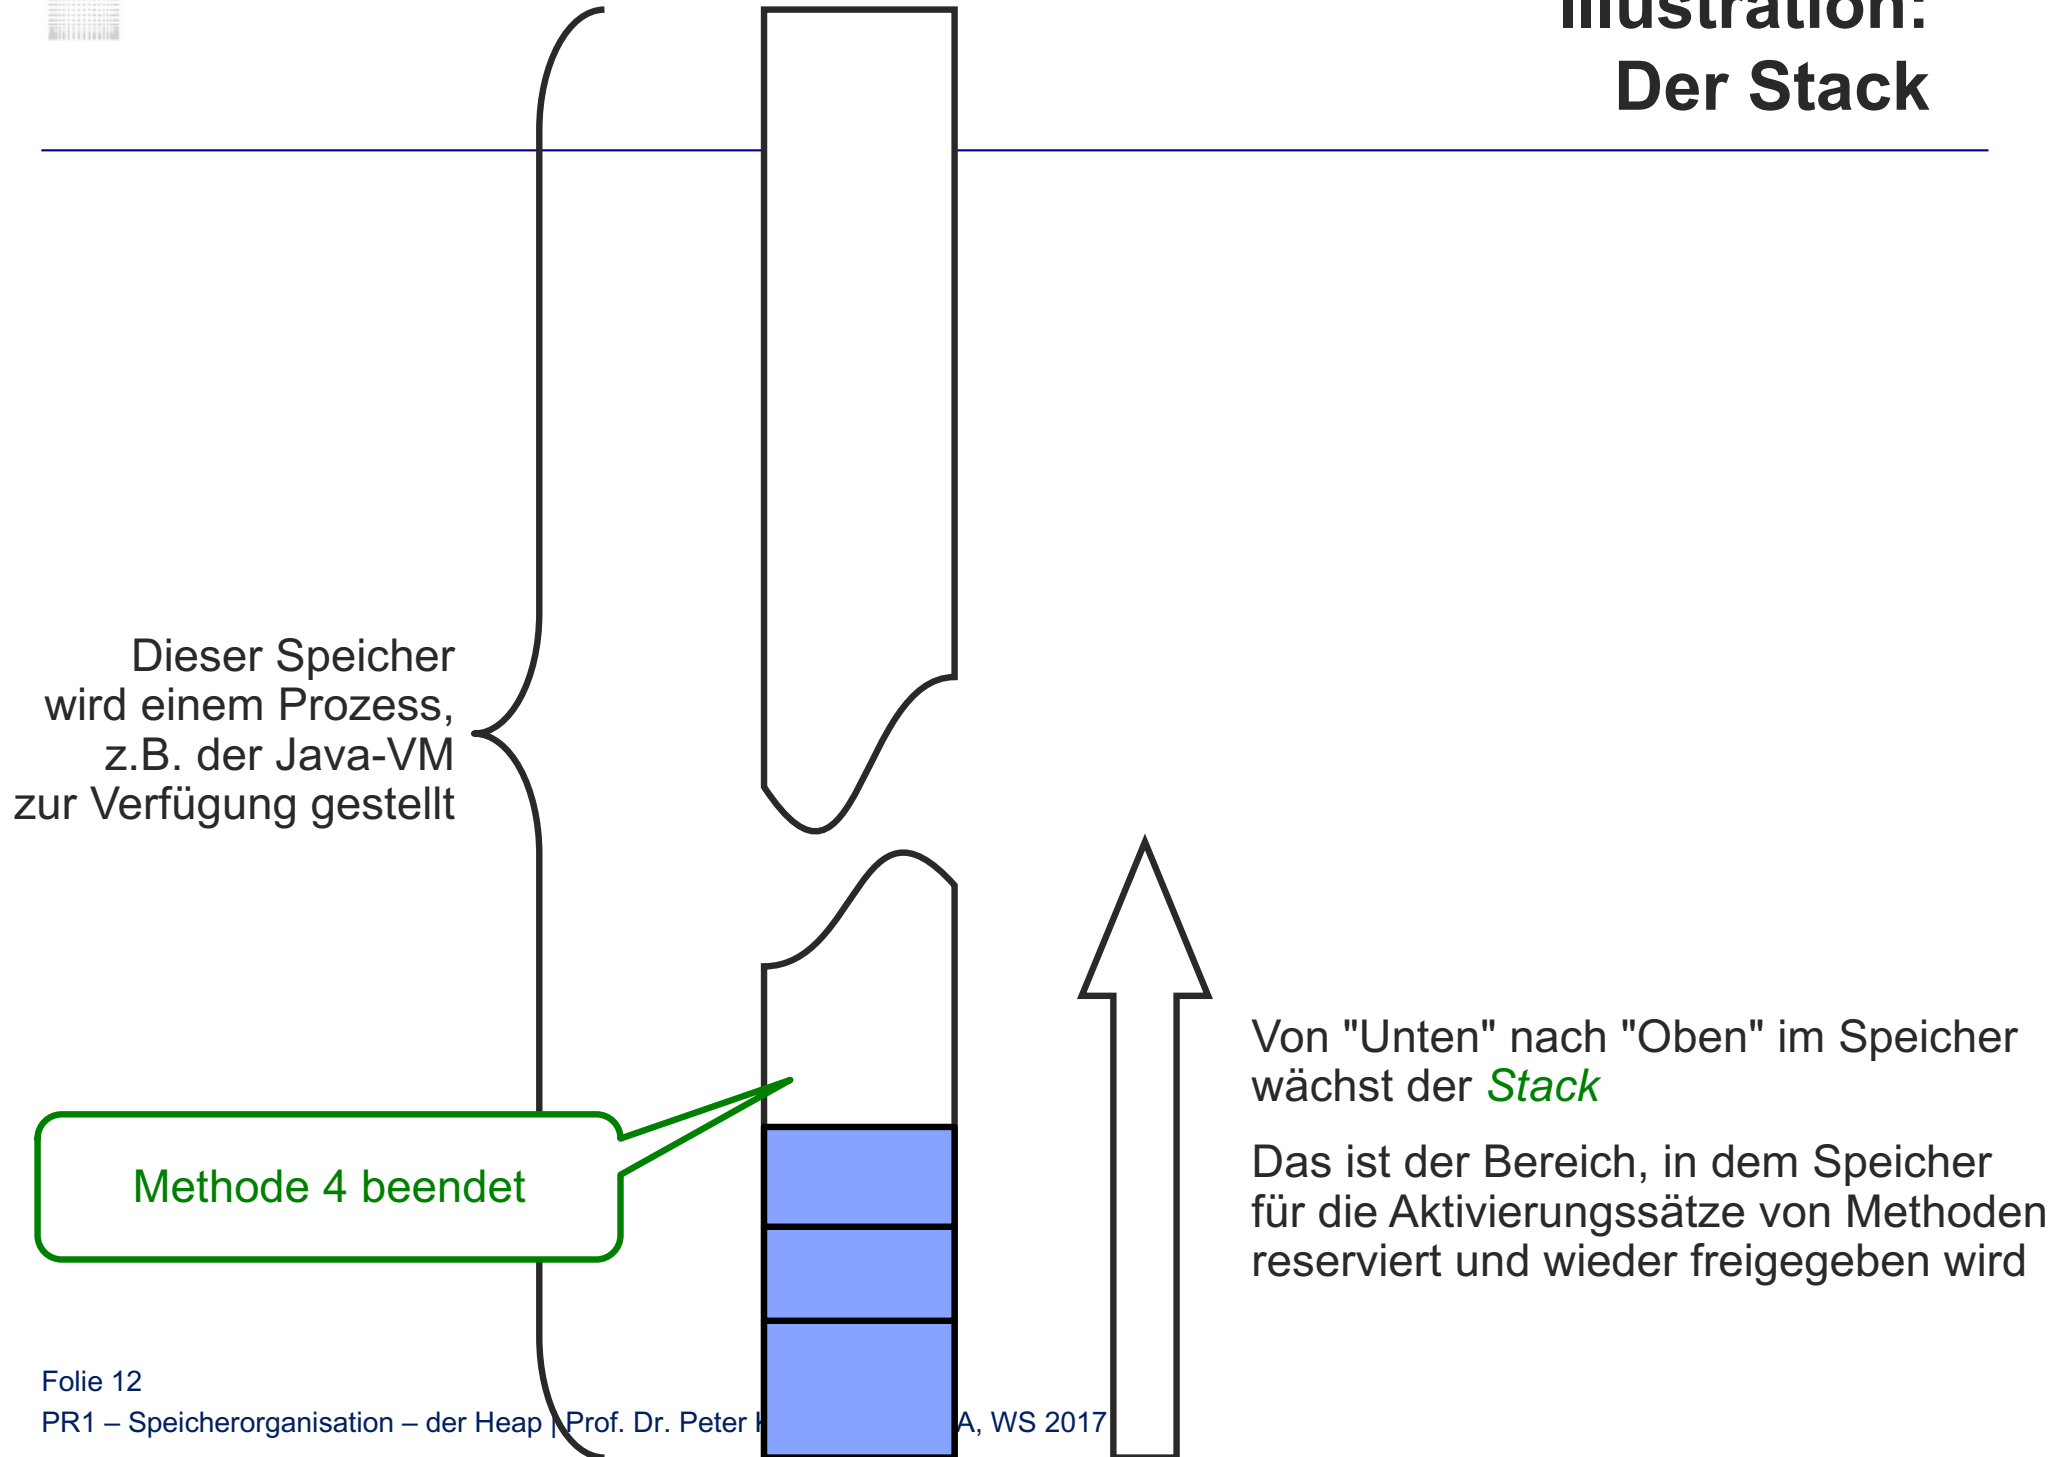 Illustration:
Der Stack
Dieser Speicher
wird einem Prozess,
z.B. der Java-VM
zur Verfügung gestellt
Methode 4 beendet
Von "Unten" nach "Oben" im Speicher
wächst der Stack
Das ist der Bereich, in dem Speicher
für die Aktivierungssätze von Methoden
reserviert und wieder freigegeben wird
Folie 12
PR1 – Speicherorganisation – der Heap | Prof. Dr. Peter A, WS 2017